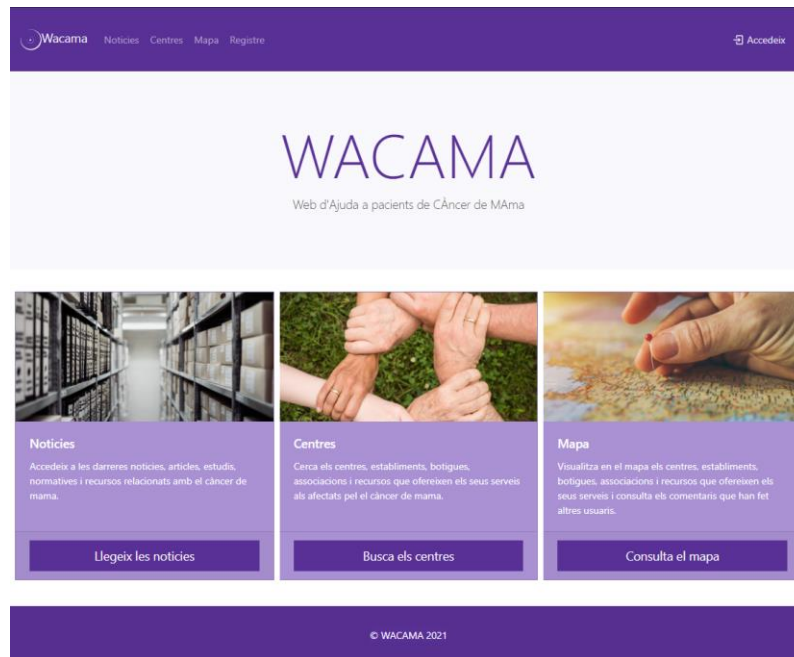 Wacama Noticies Centres Mapa Registre Accedeix
WACAMA
Web d'Ajuda a pacients de CÀncer de MAma
Noticies
Accedeix a les darreres noticies, articles, estudis,
normatives i recursos relacionats amb el càncer de
mama.
Llegeix les noticies
Centres
Cerca els centres, establiments, botigues,
associacions i recursos que ofereixen els seus serveis
als afectats pel el càncer de mama.
Busca els centres
Mapa
Visualitza en el mapa els centres, establiments,
botigues, associacions i recursos que ofereixen els
seus serveis i consulta els comentaris que han fet
altres usuaris.
Consulta el mapa
© WACAMA 2021